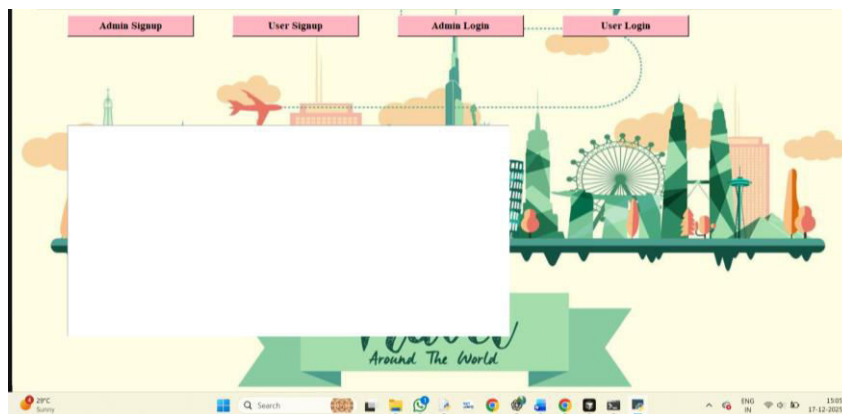 Admin Signup User Signup Admin Login User Login
Around The World
29°C
Sunny
Search
ENG
IN
15:05
17-12-2025